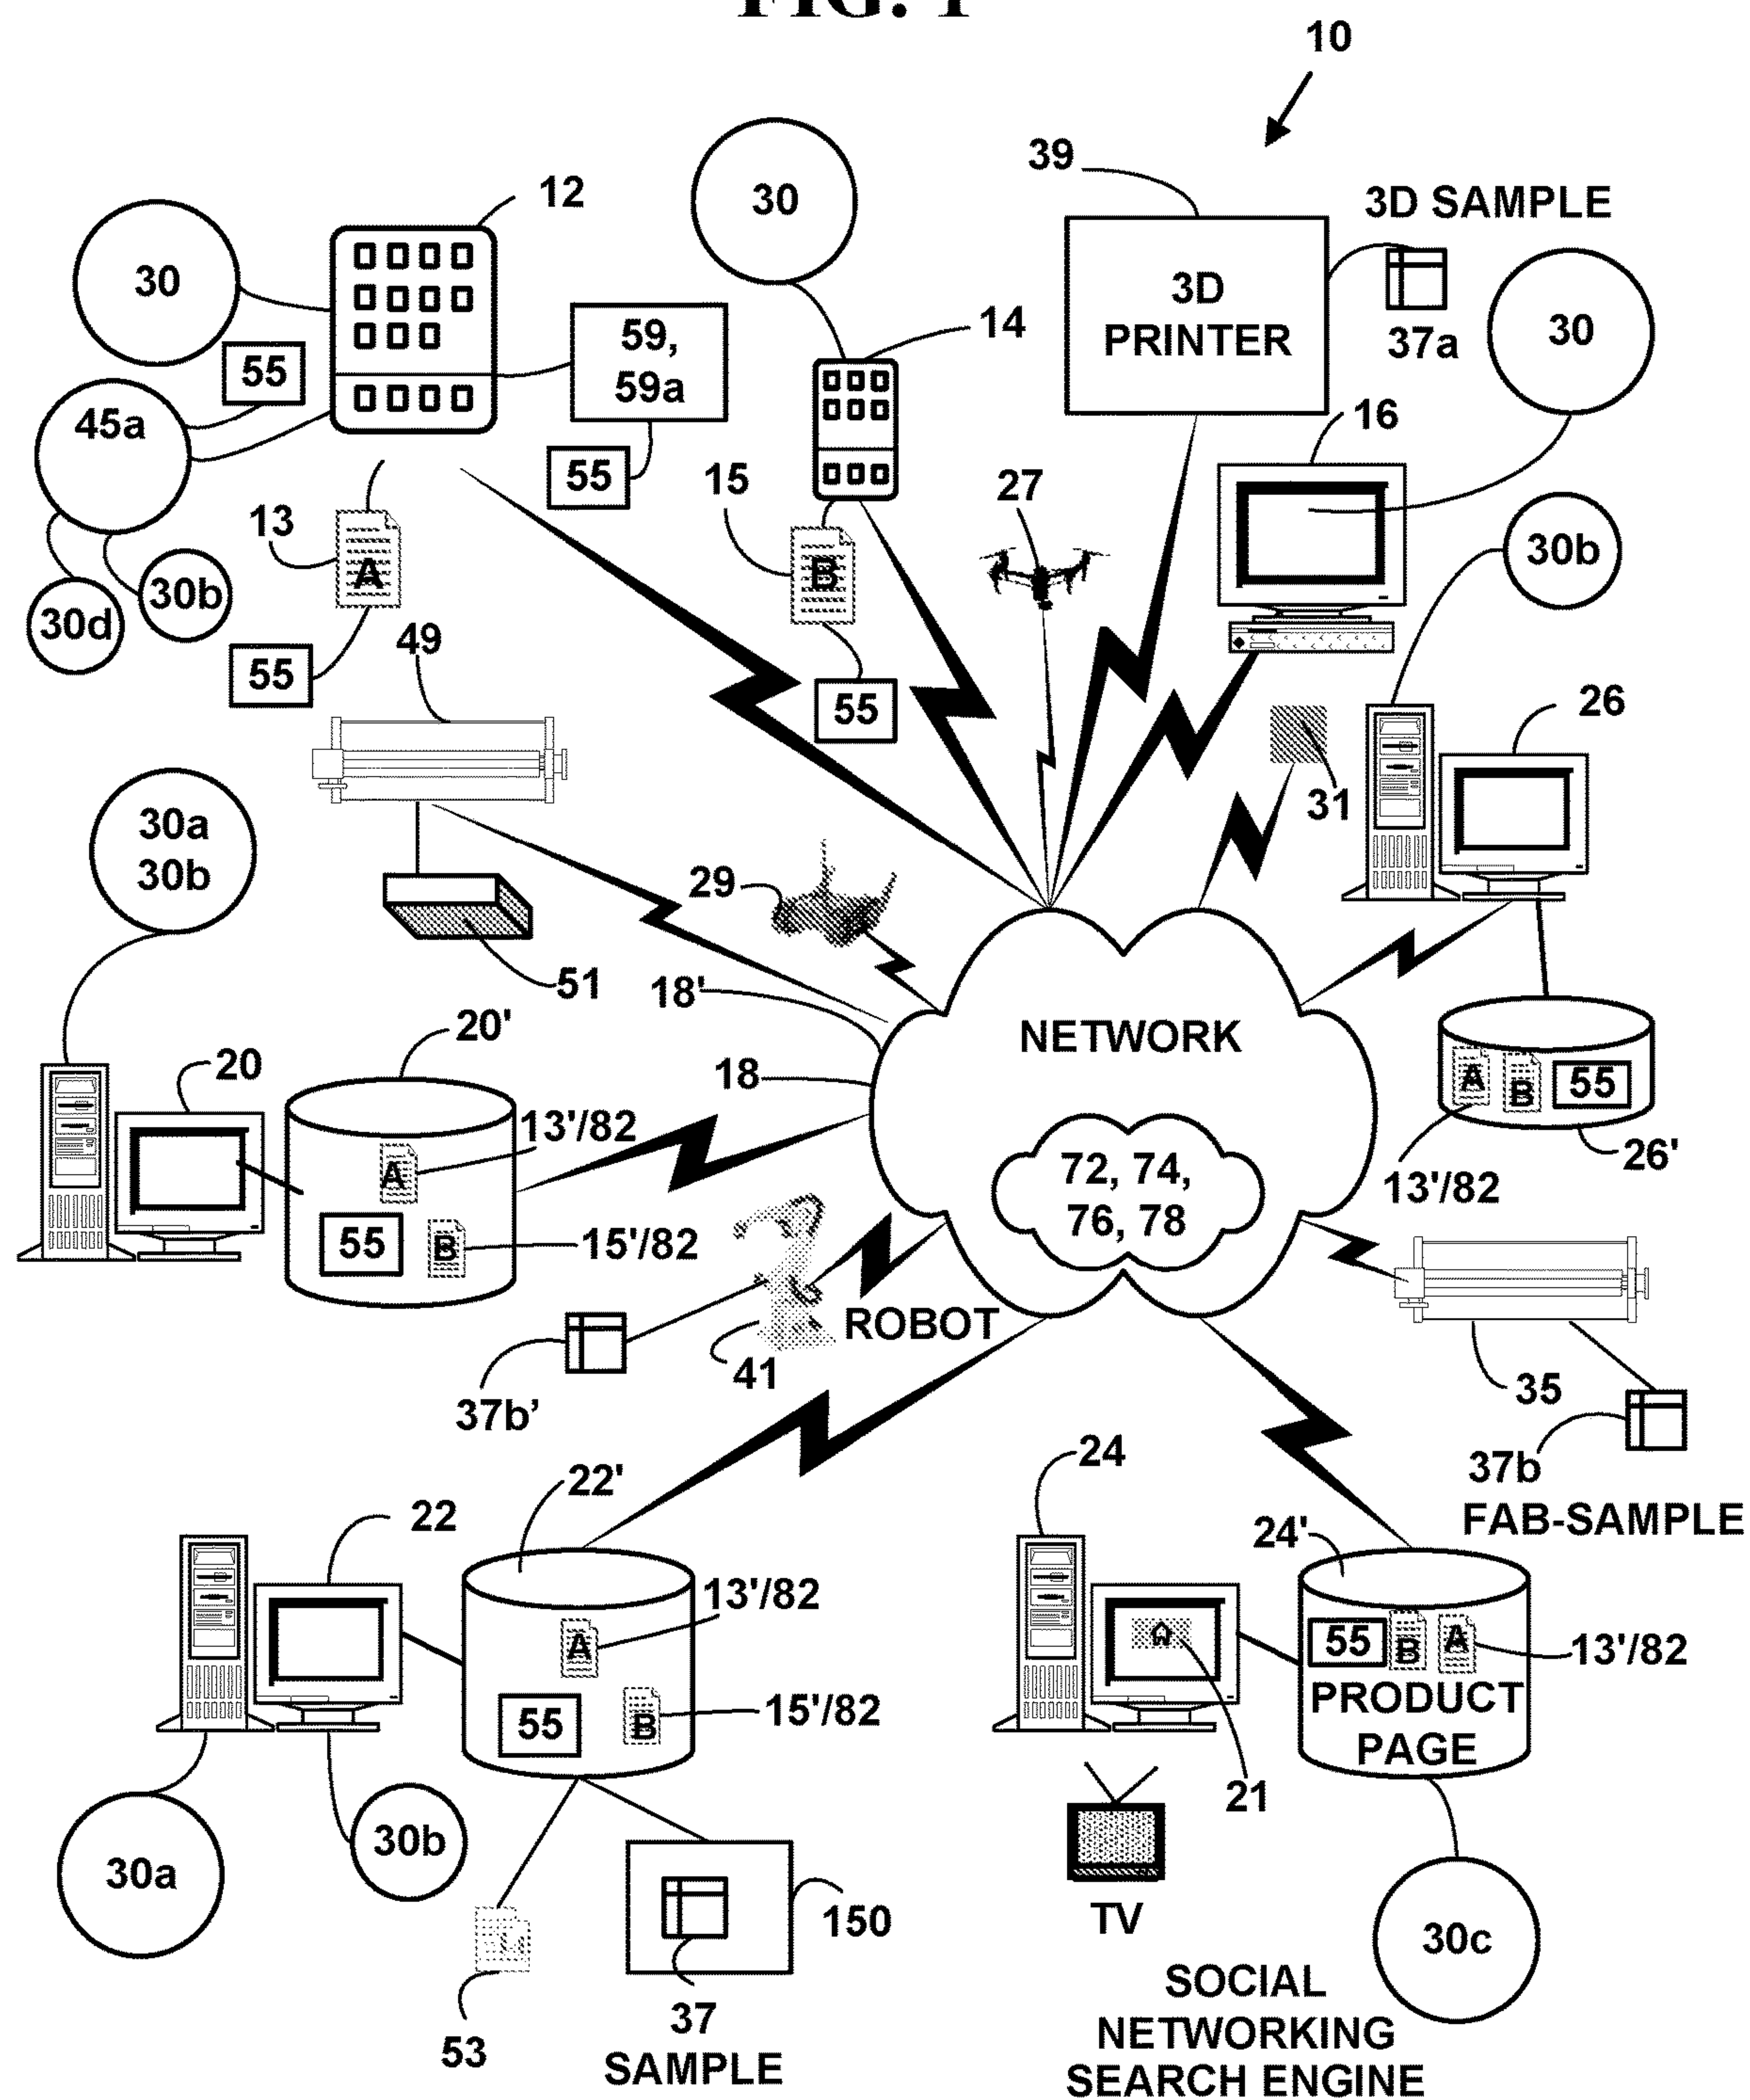 FIG. 1
10
39
12
30
3D SAMPLE
30
3D
PRINTER
30
59,
59a
14
37a
30
55
45a
16
55
15
27
13
A
B
30b
30b
30d
49
55
55
26
31
30a
30b
29
51
18'
20'
NETWORK
20
18
A
B
55
13'/82
A
26'
72, 74,
76, 78
13'/82
55
B
15'/82
ROBOT
41
37b'
35
24
37b
22'
22
24'
FAB-SAMPLE
13'/82
A
55
B
A
13'/82
PRODUCT
PAGE
55
B
15'/82
21
30b
30a
150
TV
30c
37
SAMPLE
53
SOCIAL
NETWORKING
SEARCH ENGINE